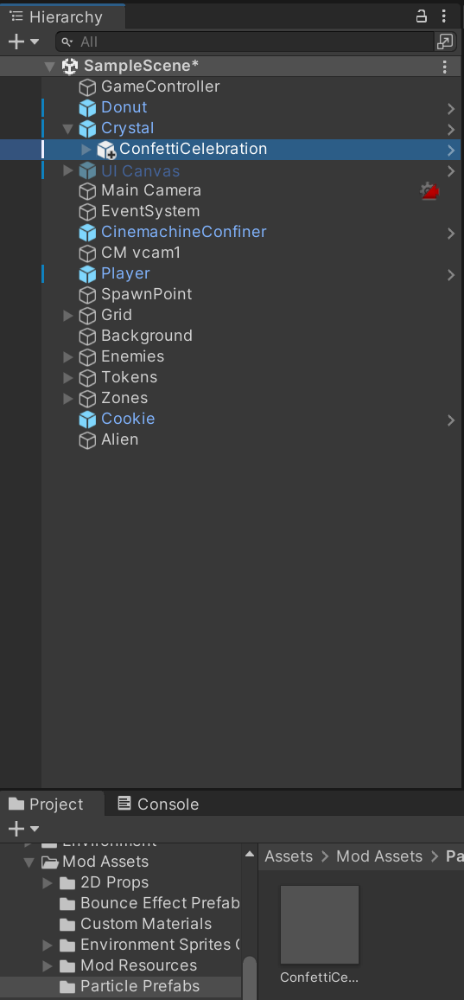 Hierarchy
All
SampleScene*
GameController
Donut
Crystal
ConfettiCelebration
UI Canvas
Main Camera
EventSystem
CinemachineConfiner
CM vcam1
Player
SpawnPoint
Grid
Background
Enemies
Tokens
Zones
Cookie
Alien
Project Console
Environment
Mod Assets
2D Props
Bounce Effect Prefab
Custom Materials
Environment Sprites
Mod Resources
Particle Prefabs
Assets > Mod Assets > Pa
ConfettiCe...